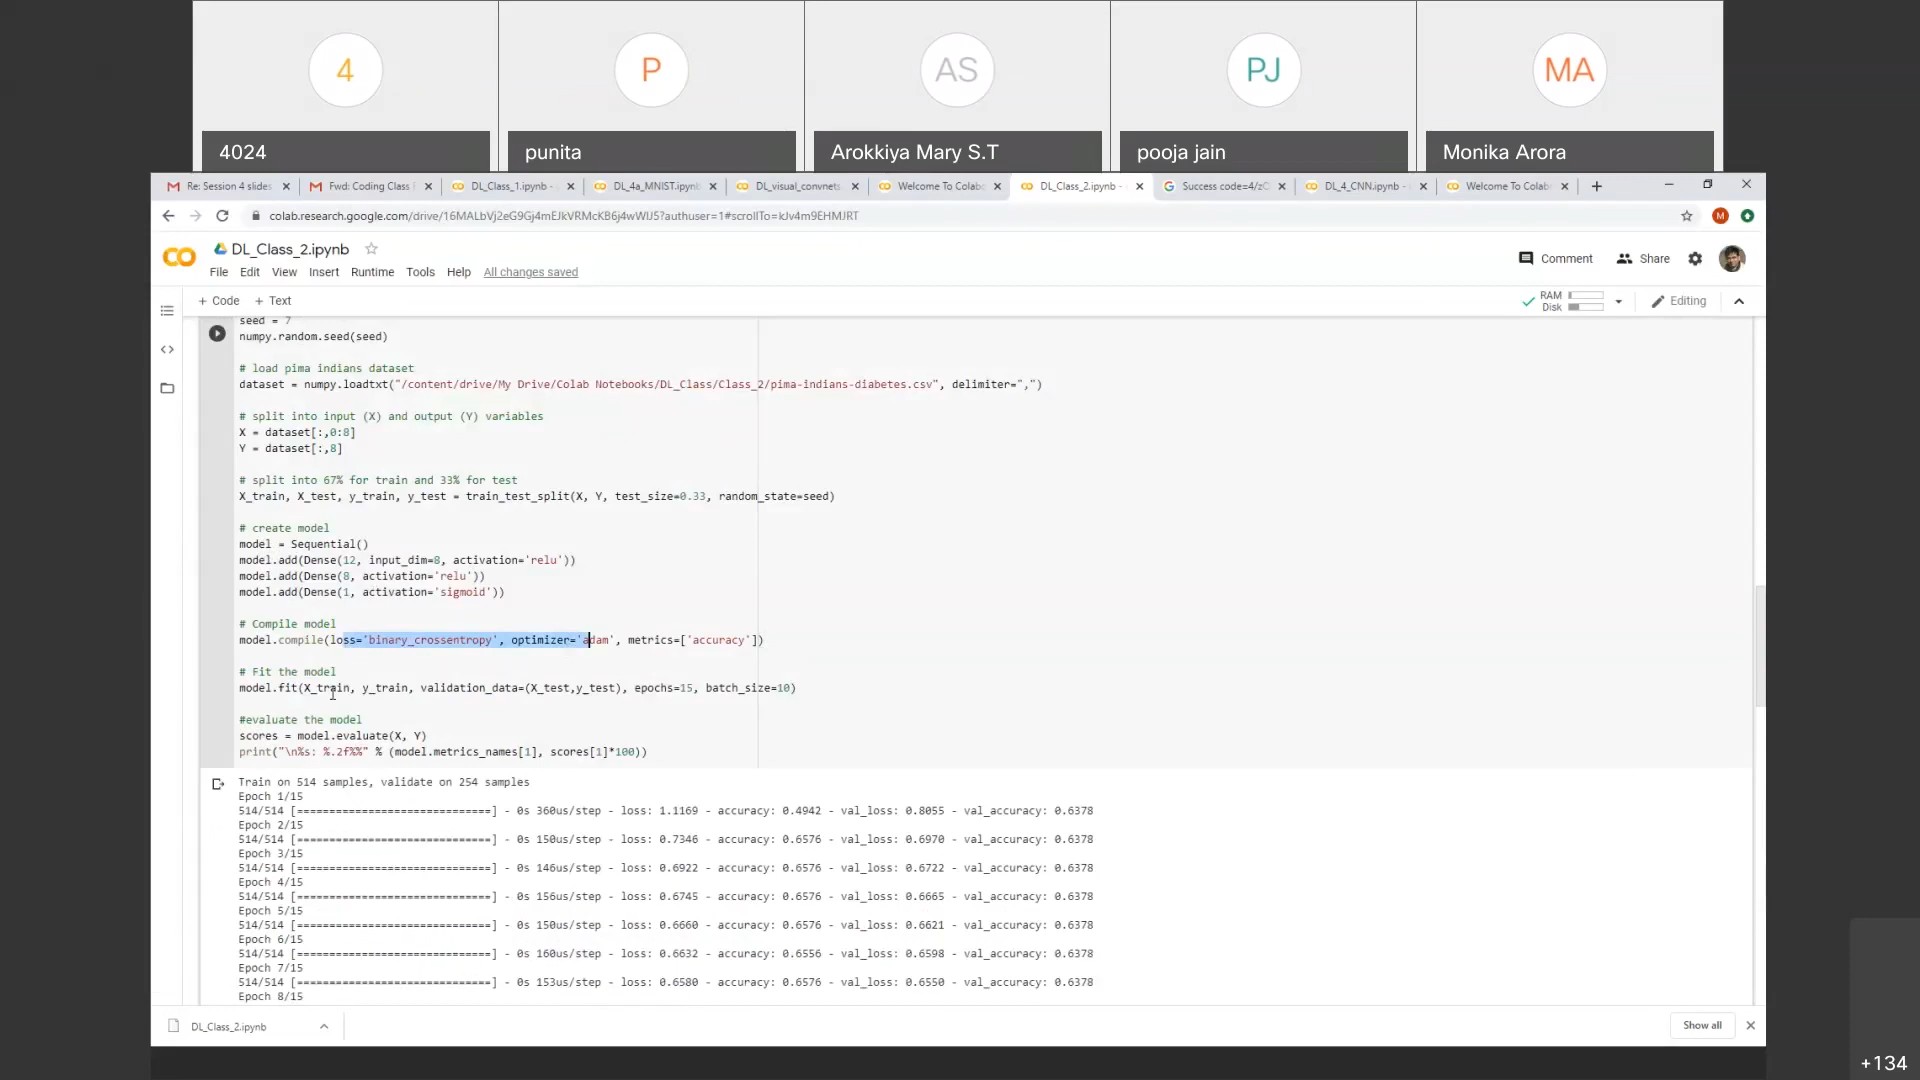 4
P
AS
PJ
MA
4024
punita
Arokkiya Mary S.T
pooja jain
Monika Arora
Re: Session 4 slides
Fwd: Coding Class
DL_Class_1.ipynb -
DL_4a_MNIST.ipynb
DL_visual_convnets
Welcome To Colab
DL_Class_2.ipynb -
Success code=4/zC
DL_4_CNN.ipynb -
Welcome To Colab
colab.research.google.com/drive/16MALbVj2eG9Gj4mEJkVRMcKB6j4wWIJ5?authuser=1#scrollTo=kJv4m9EHMJRT
M
DL_Class_2.ipynb
File Edit View Insert Runtime Tools Help All changes saved
Comment
Share
+ Code + Text
RAM
Disk
Editing
seed = 7
numpy.random.seed(seed)
# load pima indians dataset
dataset = numpy.loadtxt("/content/drive/My Drive/Colab Notebooks/DL_Class/Class_2/pima-indians-diabetes.csv", delimiter=",")
# split into input (X) and output (Y) variables
X = dataset[:,0:8]
Y = dataset[:,8]
# split into 67% for train and 33% for test
X_train, X_test, y_train, y_test = train_test_split(X, Y, test_size=0.33, random_state=seed)
# create model
model = Sequential()
model.add(Dense(12, input_dim=8, activation='relu'))
model.add(Dense(8, activation='relu'))
model.add(Dense(1, activation='sigmoid'))
# Compile model
model.compile(loss='binary_crossentropy', optimizer='adam', metrics=['accuracy'])
# Fit the model
model.fit(X_train, y_train, validation_data=(X_test,y_test), epochs=15, batch_size=10)
#evaluate the model
scores = model.evaluate(X, Y)
print("\n%s: %.2f%%" % (model.metrics_names[1], scores[1]*100))
Train on 514 samples, validate on 254 samples
Epoch 1/15
514/514 [==============================] - 0s 360us/step - loss: 1.1169 - accuracy: 0.4942 - val_loss: 0.8055 - val_accuracy: 0.6378
Epoch 2/15
514/514 [==============================] - 0s 150us/step - loss: 0.7346 - accuracy: 0.6576 - val_loss: 0.6970 - val_accuracy: 0.6378
Epoch 3/15
514/514 [==============================] - 0s 146us/step - loss: 0.6922 - accuracy: 0.6576 - val_loss: 0.6722 - val_accuracy: 0.6378
Epoch 4/15
514/514 [==============================] - 0s 156us/step - loss: 0.6745 - accuracy: 0.6576 - val_loss: 0.6665 - val_accuracy: 0.6378
Epoch 5/15
514/514 [==============================] - 0s 150us/step - loss: 0.6660 - accuracy: 0.6576 - val_loss: 0.6621 - val_accuracy: 0.6378
Epoch 6/15
514/514 [==============================] - 0s 160us/step - loss: 0.6632 - accuracy: 0.6556 - val_loss: 0.6598 - val_accuracy: 0.6378
Epoch 7/15
514/514 [==============================] - 0s 153us/step - loss: 0.6580 - accuracy: 0.6576 - val_loss: 0.6550 - val_accuracy: 0.6378
Epoch 8/15
DL_Class_2.ipynb
Show all
+134